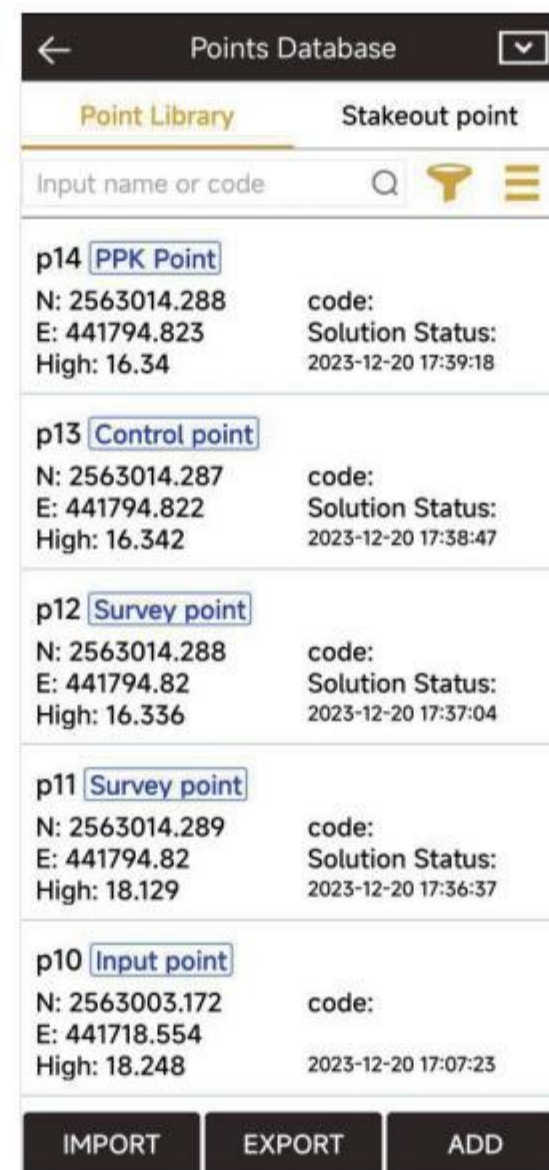 Points Database
Point Library Stakeout point
Input name or code
p14 PPK Point
N: 2563014.288 code:
E: 441794.823 Solution Status:
High: 16.34 2023-12-20 17:39:18
p13 Control point
N: 2563014.287 code:
E: 441794.822 Solution Status:
High: 16.342 2023-12-20 17:38:47
p12 Survey point
N: 2563014.288 code:
E: 441794.82 Solution Status:
High: 16.336 2023-12-20 17:37:04
p11 Survey point
N: 2563014.289 code:
E: 441794.82 Solution Status:
High: 18.129 2023-12-20 17:36:37
p10 Input point
N: 2563003.172 code:
E: 441718.554
High: 18.248 2023-12-20 17:07:23
IMPORT EXPORT ADD